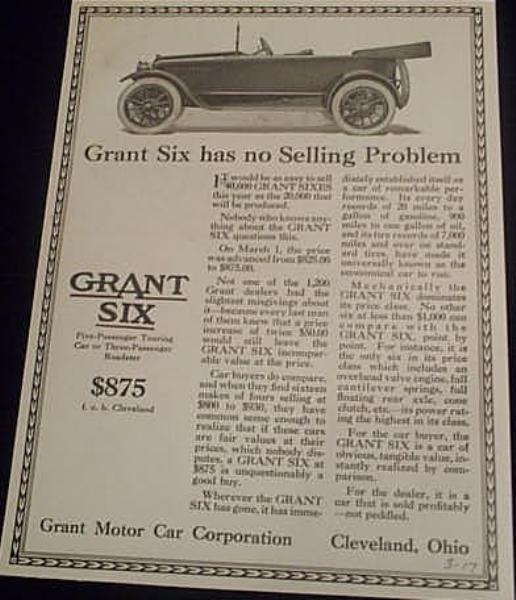 Grant Six has no Selling Problem
GRANT
SIX
Five-Passenger Touring
Car or Three-Passenger
Roadster
$875
f. o. b. Cleveland
IT would be as easy to sell
40,000 GRANT SIXES
this year as the 20,000 that
will be produced.
Nobody who knows any-
thing about the GRANT
SIX questions this.
On March 1, the price
was advanced from $825.00
to $875.00.
Not one of the 1,200
Grant dealers had the
slightest misgivings about
it—because every last man
of them knew that a price
increase of twice $50.00
would still leave the
GRANT SIX incompar-
able value at the price.
Car buyers do compare,
and when they find sixteen
makes of fours selling at
$800 to $930, they have
common sense enough to
realize that if these cars
are fair values at their
prices, which nobody dis-
putes, a GRANT SIX at
$875 is unquestionably a
good buy.
Wherever the GRANT
SIX has gone, it has imme-
diately established itself as
a car of remarkable per-
formance. Its every day
records of 20 miles to a
gallon of gasoline, 900
miles to one gallon of oil,
and its tire records of 7,000
miles and over on stand-
ard tires, have made it
universally known as the
economical car to run.
Mechanically the
GRANT SIX dominates
its price class. No other
six at less than $1,000 can
compare with the
GRANT SIX, point by
point. For instance, it is
the only six in its price
class which includes an
overhead valve engine, full
cantilever springs, full
floating rear axle, cone
clutch, etc.—its power rat-
ing the highest in its class.
For the car buyer, the
GRANT SIX is a car of
obvious, tangible value, in-
stantly realized by com-
parison.
For the dealer, it is a
car that is sold profitably
—not peddled.
Grant Motor Car Corporation
Cleveland, Ohio
3-17